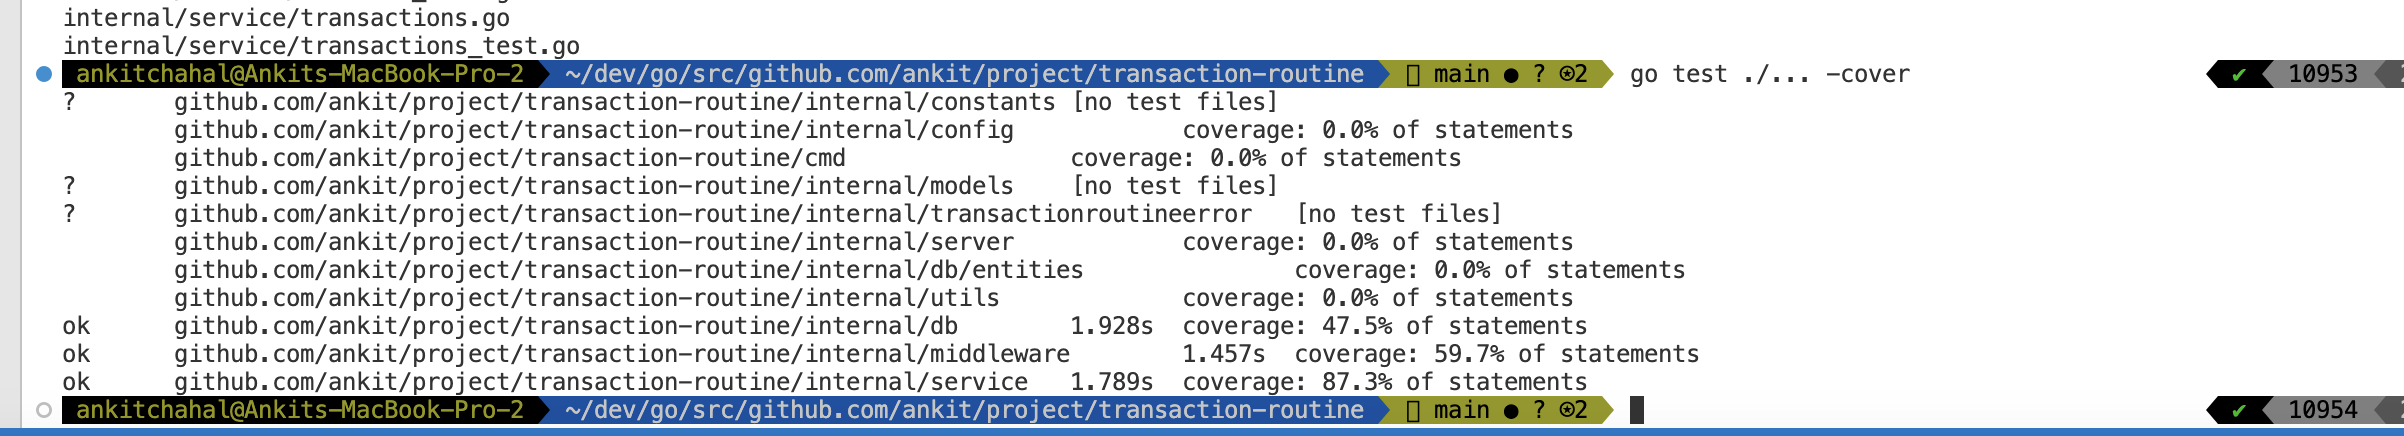 internal/service/transactions.go
internal/service/transactions_test.go
ankitchahal@Ankits-MacBook-Pro-2 ~/dev/go/src/github.com/ankit/project/transaction-routine main ● ? ⍟2 go test ./... -cover ✔ 10953
? github.com/ankit/project/transaction-routine/internal/constants [no test files]
github.com/ankit/project/transaction-routine/internal/config coverage: 0.0% of statements
github.com/ankit/project/transaction-routine/cmd coverage: 0.0% of statements
? github.com/ankit/project/transaction-routine/internal/models [no test files]
? github.com/ankit/project/transaction-routine/internal/transactionroutineerror [no test files]
github.com/ankit/project/transaction-routine/internal/server coverage: 0.0% of statements
github.com/ankit/project/transaction-routine/internal/db/entities coverage: 0.0% of statements
github.com/ankit/project/transaction-routine/internal/utils coverage: 0.0% of statements
ok github.com/ankit/project/transaction-routine/internal/db 1.928s coverage: 47.5% of statements
ok github.com/ankit/project/transaction-routine/internal/middleware 1.457s coverage: 59.7% of statements
ok github.com/ankit/project/transaction-routine/internal/service 1.789s coverage: 87.3% of statements
ankitchahal@Ankits-MacBook-Pro-2 ~/dev/go/src/github.com/ankit/project/transaction-routine main ● ? ⍟2 ✔ 10954